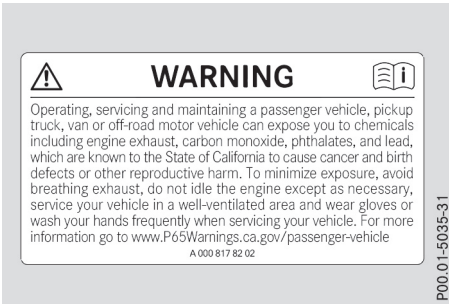 WARNING
Operating, servicing and maintaining a passenger vehicle, pickup
truck, van or off-road motor vehicle can expose you to chemicals
including engine exhaust, carbon monoxide, phthalates, and lead,
which are known to the State of California to cause cancer and birth
defects or other reproductive harm. To minimize exposure, avoid
breathing exhaust, do not idle the engine except as necessary,
service your vehicle in a well-ventilated area and wear gloves or
wash your hands frequently when servicing your vehicle. For more
information go to www.P65Warnings.ca.gov/passenger-vehicle
A 000 817 82 02
P00.01-5035-31